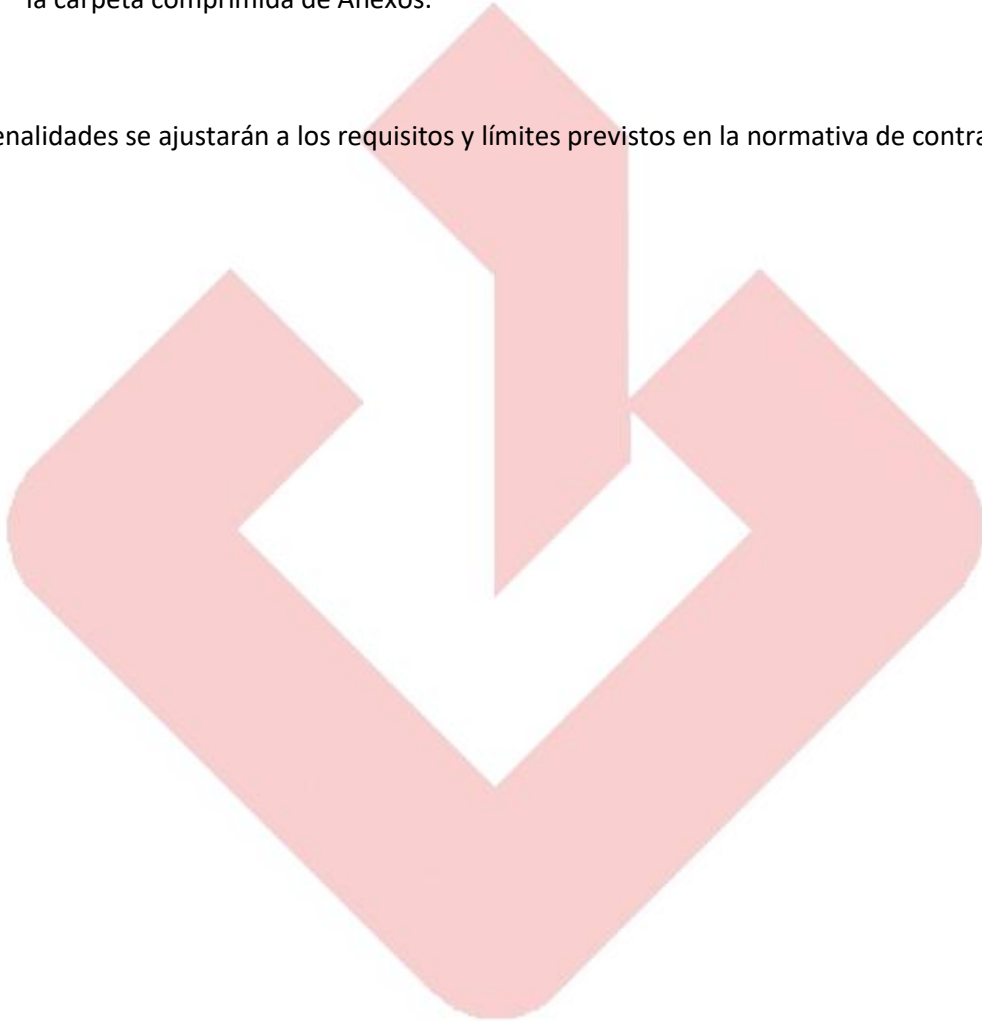 la carpeta comprimida de Anexos.
enalidades se ajustarán a los requisitos y límites previstos en la normativa de contra